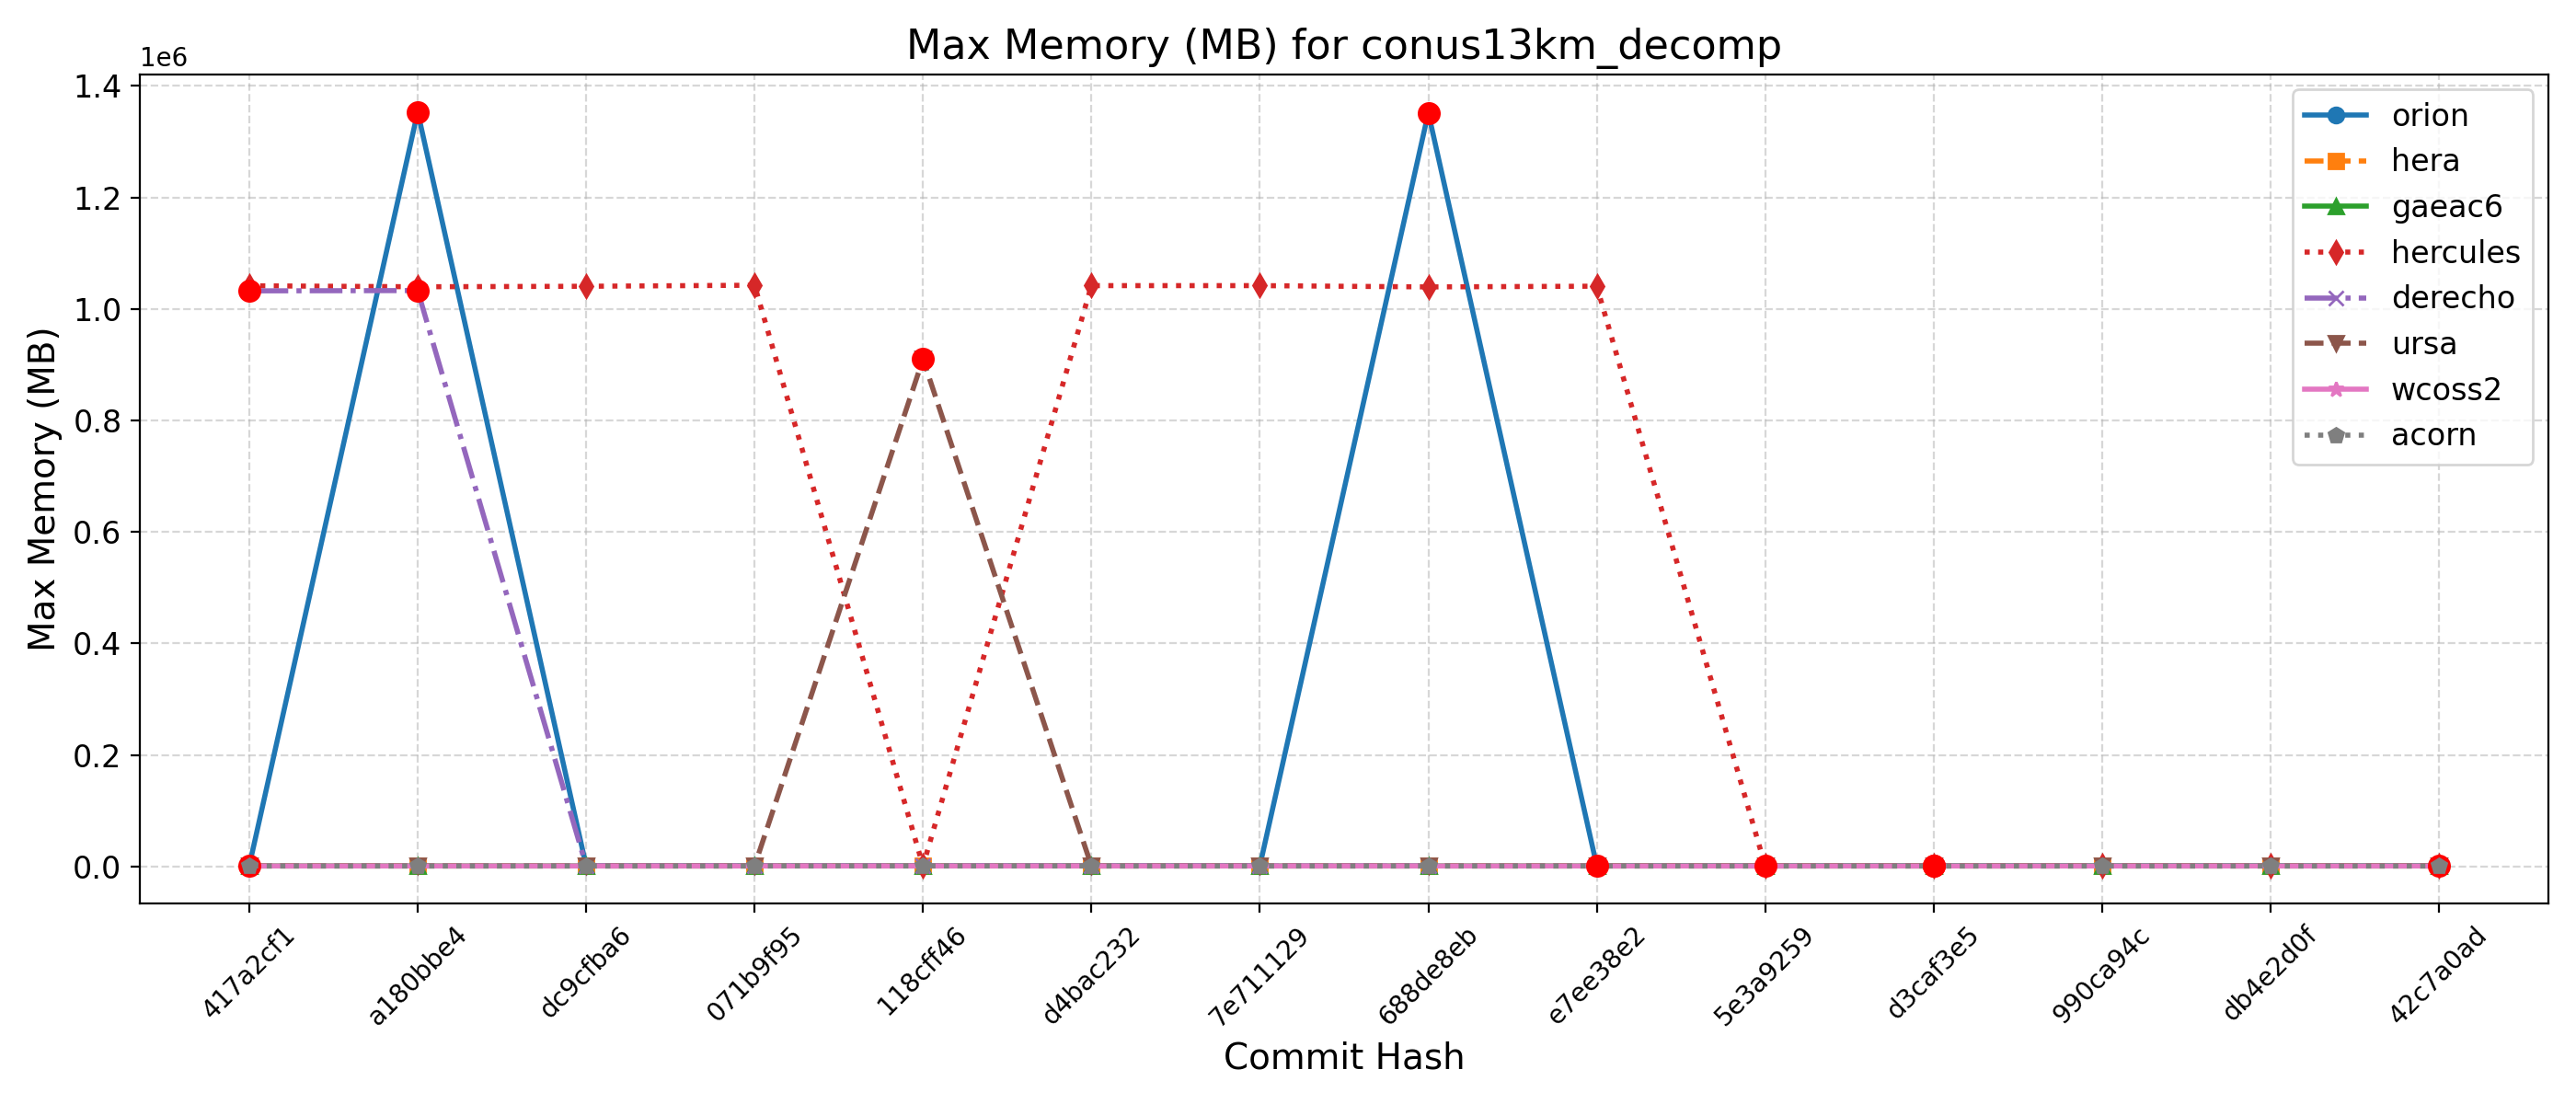 Max Memory (MB) for conus13km_decomp
1e6
1.4
1.2
1.0
0.8
0.6
0.4
0.2
0.0
Max Memory (MB)
orion
hera
gaeac6
hercules
derecho
ursa
wcoss2
acorn
417a2cf1
a180bbe4
dc9cfba6
071b9f95
118cff46
d4bac232
7e711129
688de8eb
e7ee38e2
5e3a9259
d3caf3e5
990ca94c
db4e2d0f
42c7a0ad
Commit Hash